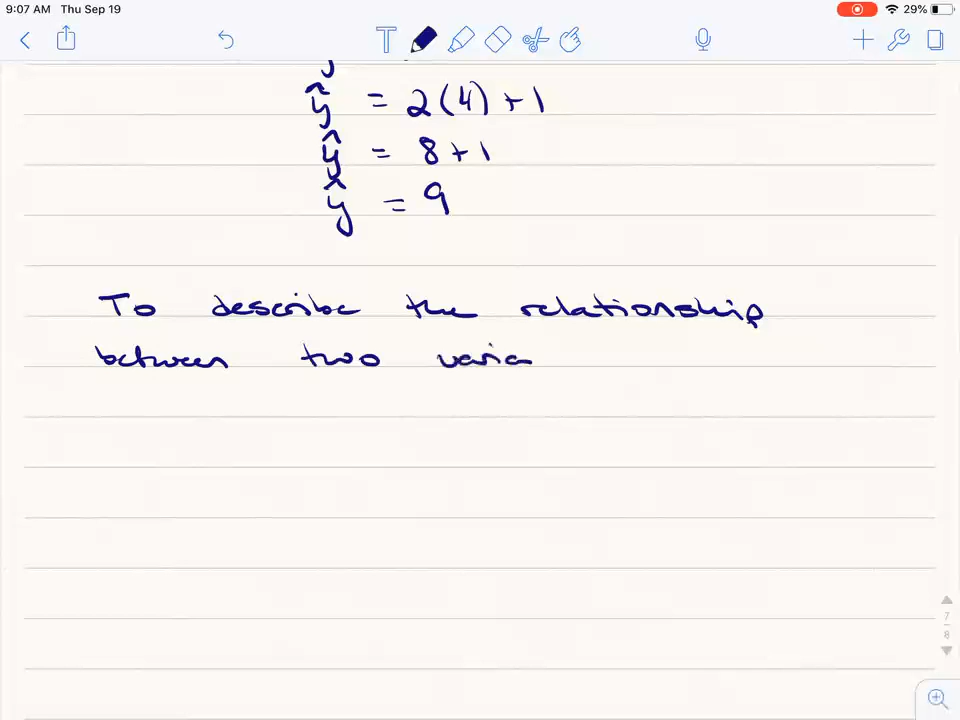 9:07 AM Thu Sep 19 29%
T
ŷ = 2(4)+1
ŷ = 8+1
ŷ = 9
To describe the relationship
between two varia
7
8